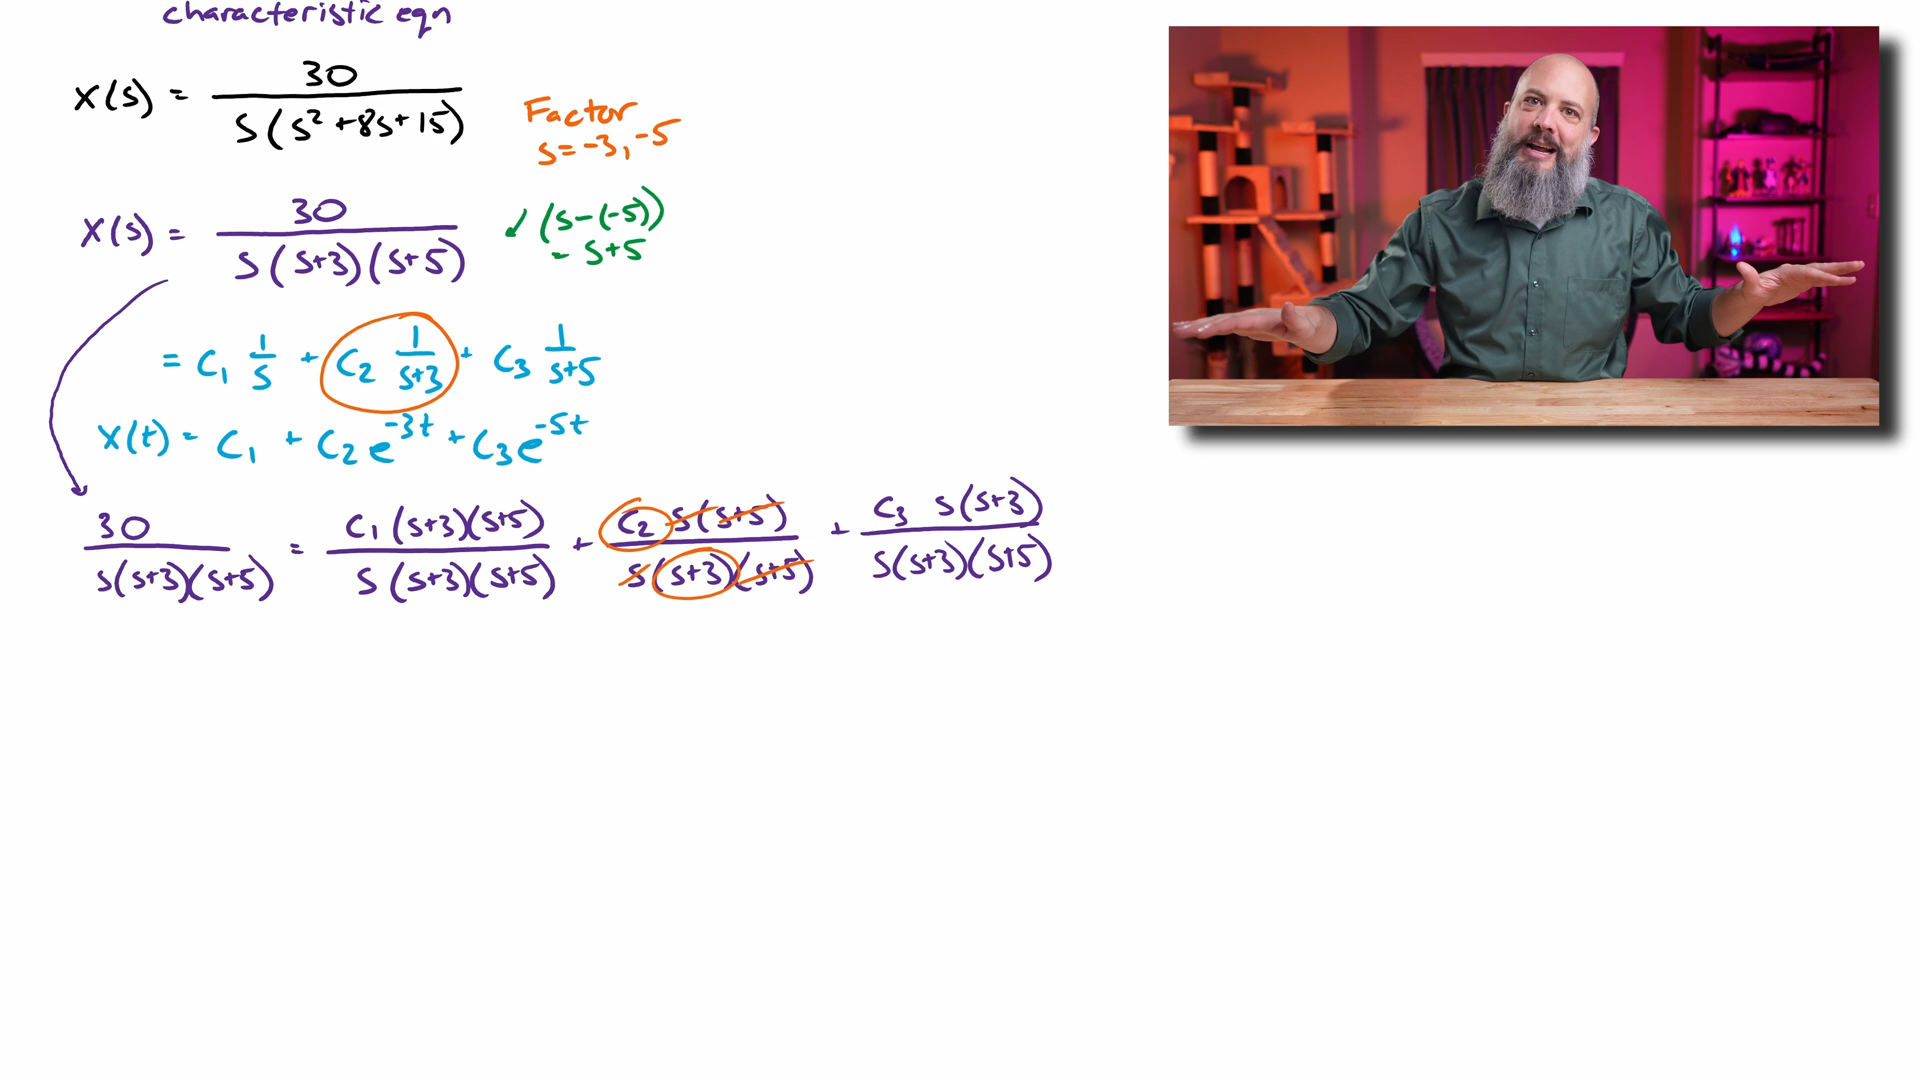 characteristic eqn
X(s) = 30 / s(s² + 8s + 15)
Factor
s = -3, -5
X(s) = 30 / s(s+3)(s+5)
↙ (s-(-5))
= s+5
= C₁ 1/s + C₂ 1/(s+3) + C₃ 1/(s+5)
X(t) = C₁ + C₂e^(-3t) + C₃e^(-5t)
30 / s(s+3)(s+5) = C₁(s+3)(s+5) / s(s+3)(s+5) + C₂ s(s+5) / s(s+3)(s+5) + C₃ s(s+3) / s(s+3)(s+5)